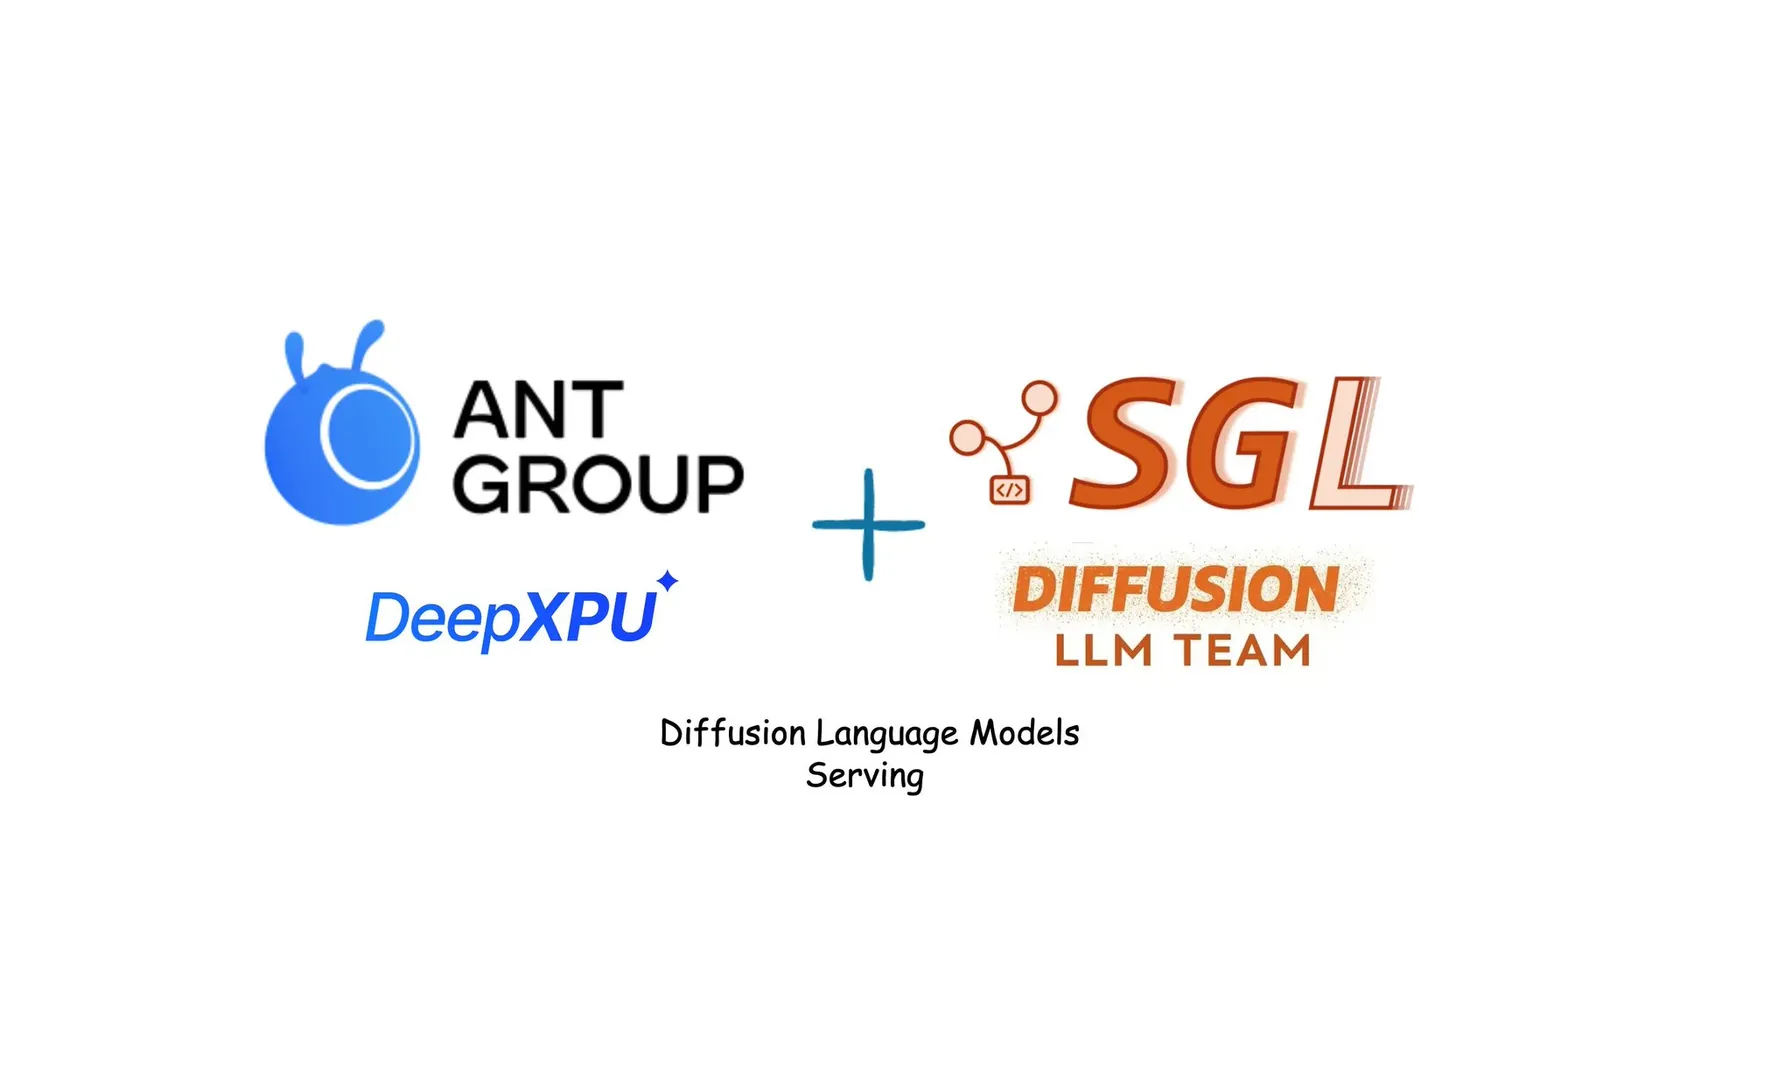 ANT
GROUP
DeepXPU
SGL
</>
DIFFUSION
LLM TEAM
Diffusion Language Models
Serving